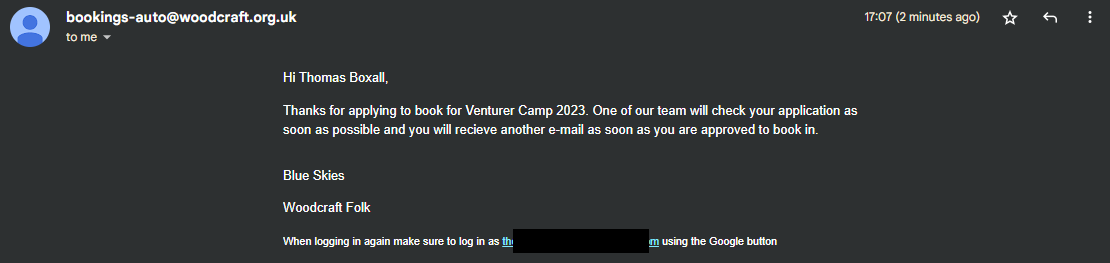 bookings-auto@woodcraft.org.uk
17:07 (2 minutes ago)
to me
Hi Thomas Boxall,
Thanks for applying to book for Venturer Camp 2023. One of our team will check your application as
soon as possible and you will recieve another e-mail as soon as you are approved to book in.
Blue Skies
Woodcraft Folk
When logging in again make sure to log in as using the Google button